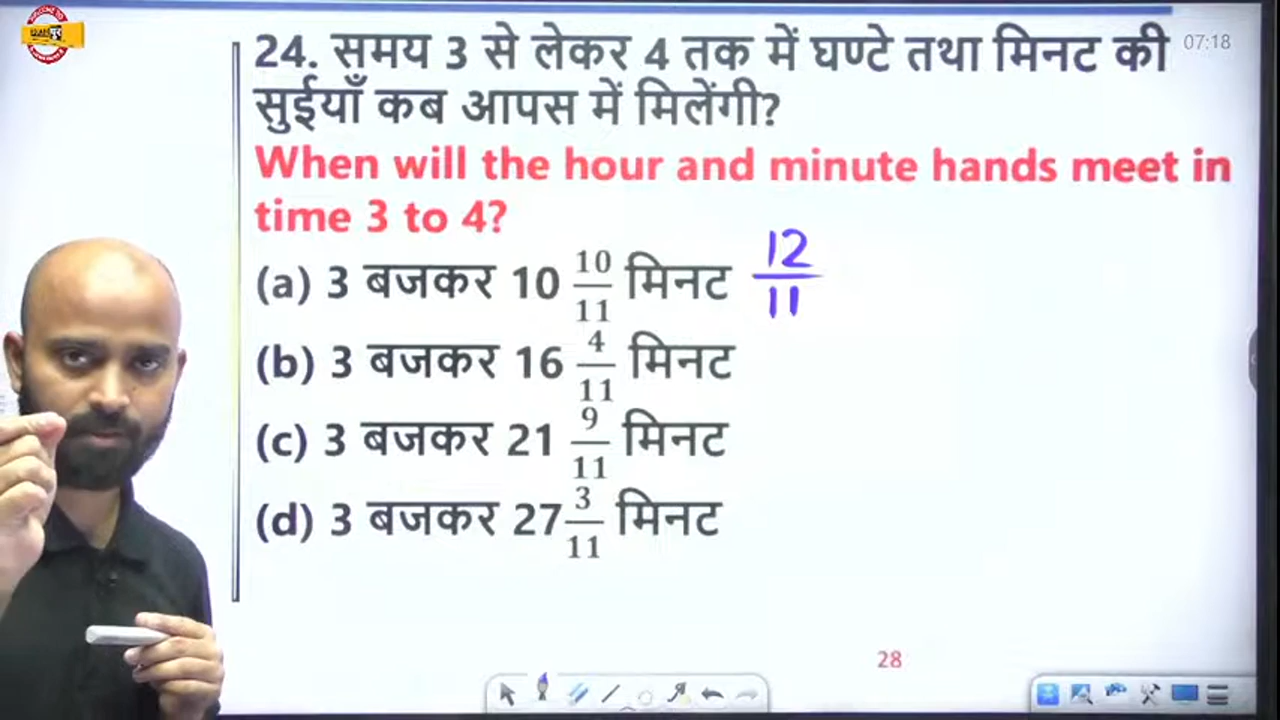 24. समय 3 से लेकर 4 तक में घण्टे तथा मिनट की
07:18
सुईयाँ कब आपस में मिलेंगी?
When will the hour and minute hands meet in
time 3 to 4?
(a) 3 बजकर 10 10/11 मिनट 12/11
(b) 3 बजकर 16 4/11 मिनट
(c) 3 बजकर 21 9/11 मिनट
(d) 3 बजकर 27 3/11 मिनट
28